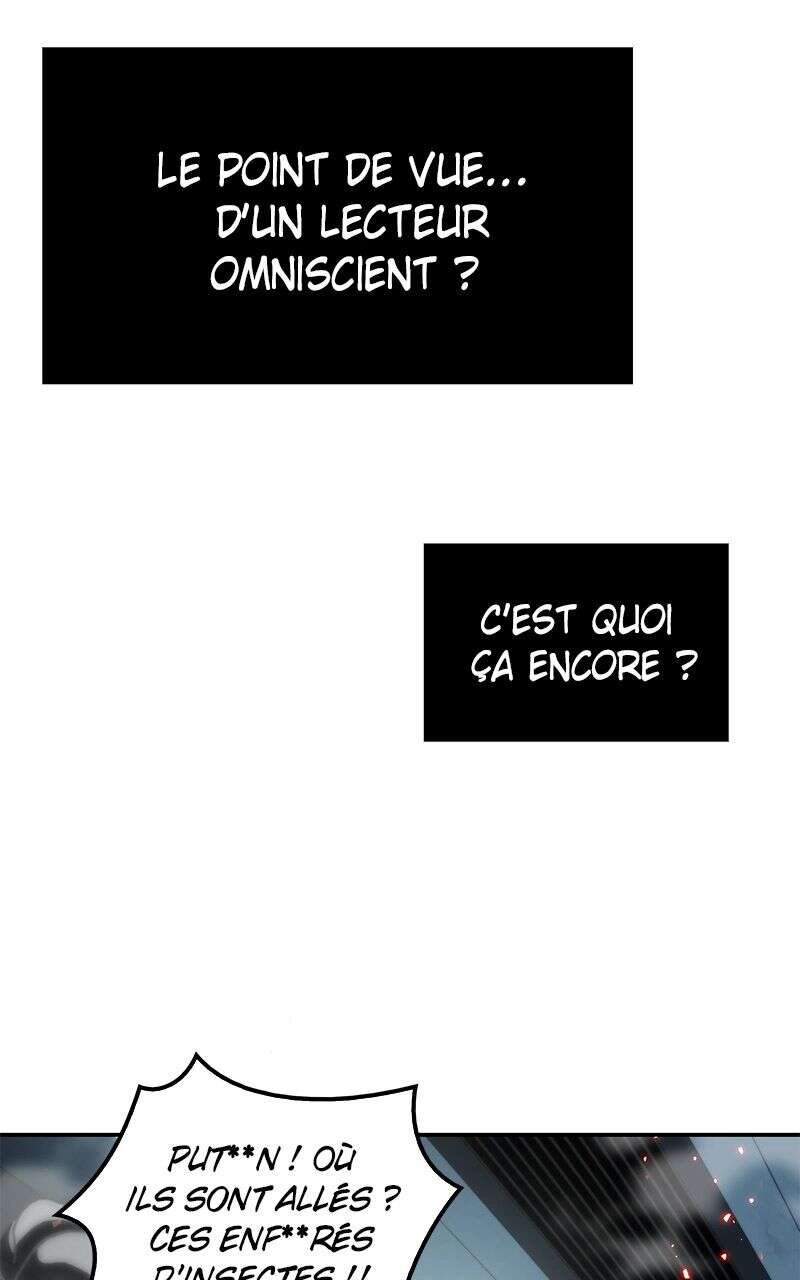 LE POINT DE VUE...
D'UN LECTEUR
OMNISCIENT ?
C'EST QUOI
ÇA ENCORE ?
PUT**N ! OÙ
ILS SONT ALLÉS ?
CES ENF**RÉS
D'INSECTES !!